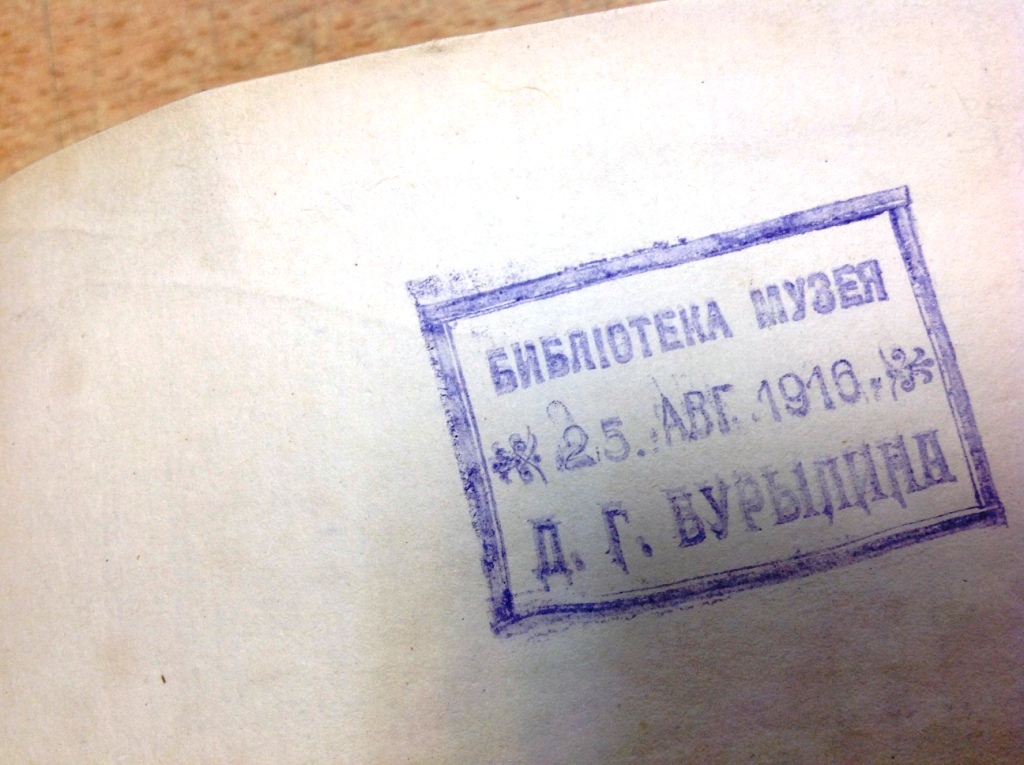 БИБЛІОТЕКА МУЗЕЯ
25. АВГ. 1916.
Д. Г. БУРЫЛИНА